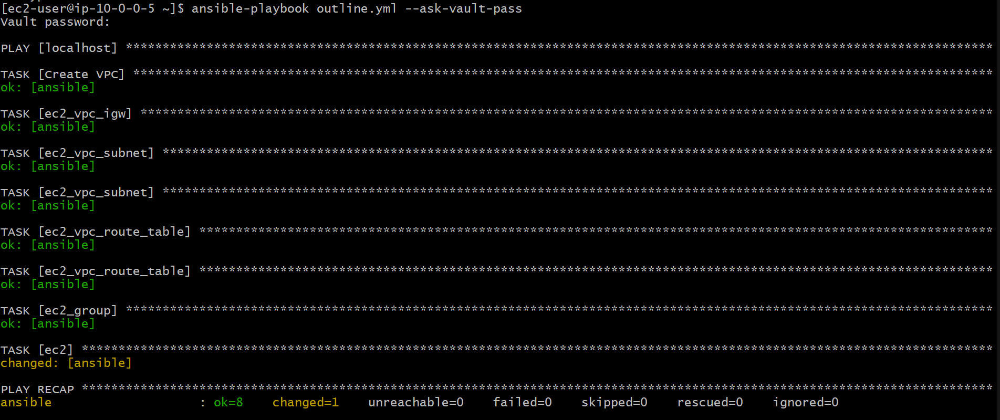 [ec2-user@ip-10-0-0-5 ~]$ ansible-playbook outline.yml --ask-vault-pass
Vault password:
PLAY [localhost] **********************************************************************************************************************
TASK [Create VPC] *********************************************************************************************************************
ok: [ansible]
TASK [ec2_vpc_igw] ********************************************************************************************************************
ok: [ansible]
TASK [ec2_vpc_subnet] *****************************************************************************************************************
ok: [ansible]
TASK [ec2_vpc_subnet] *****************************************************************************************************************
ok: [ansible]
TASK [ec2_vpc_route_table] ************************************************************************************************************
ok: [ansible]
TASK [ec2_vpc_route_table] ************************************************************************************************************
ok: [ansible]
TASK [ec2_group] **********************************************************************************************************************
ok: [ansible]
TASK [ec2] ****************************************************************************************************************************
changed: [ansible]
PLAY RECAP ****************************************************************************************************************************
ansible                    : ok=8    changed=1    unreachable=0    failed=0    skipped=0    rescued=0    ignored=0